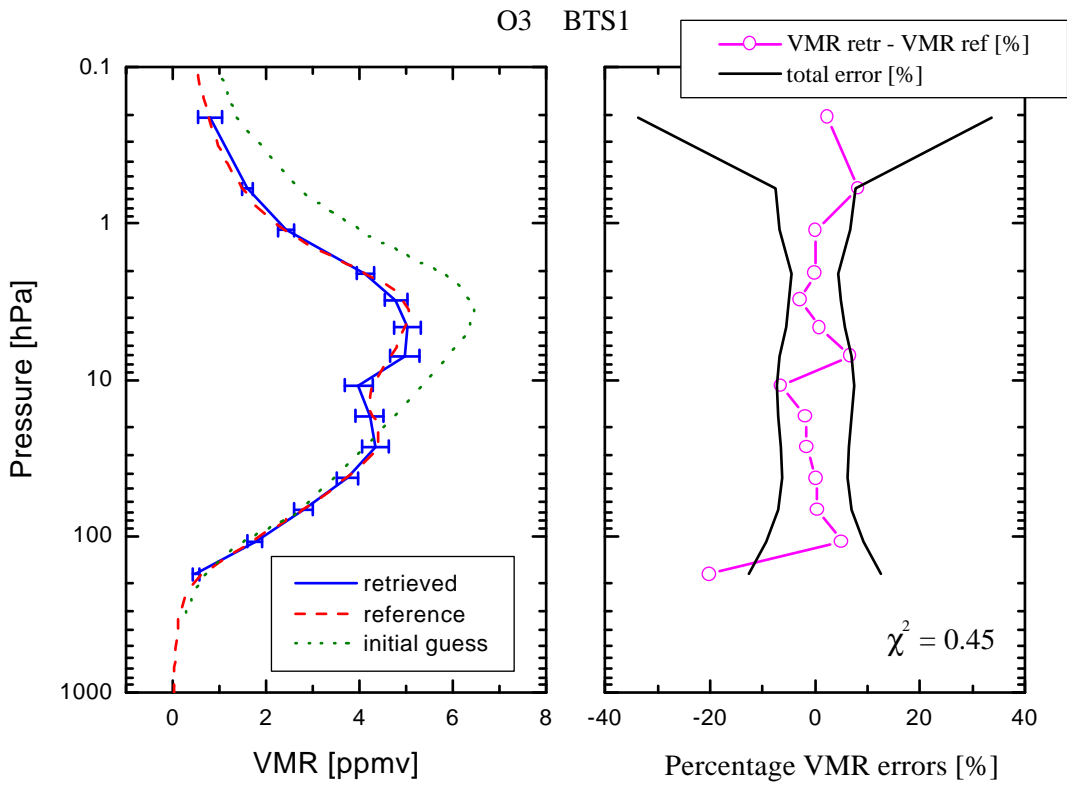 O3 BTS1
VMR retr - VMR ref [%]
total error [%]
0.1
1
10
100
1000
Pressure [hPa]
retrieved
reference
initial guess
0 2 4 6 8
VMR [ppmv]
χ² = 0.45
-40 -20 0 20 40
Percentage VMR errors [%]